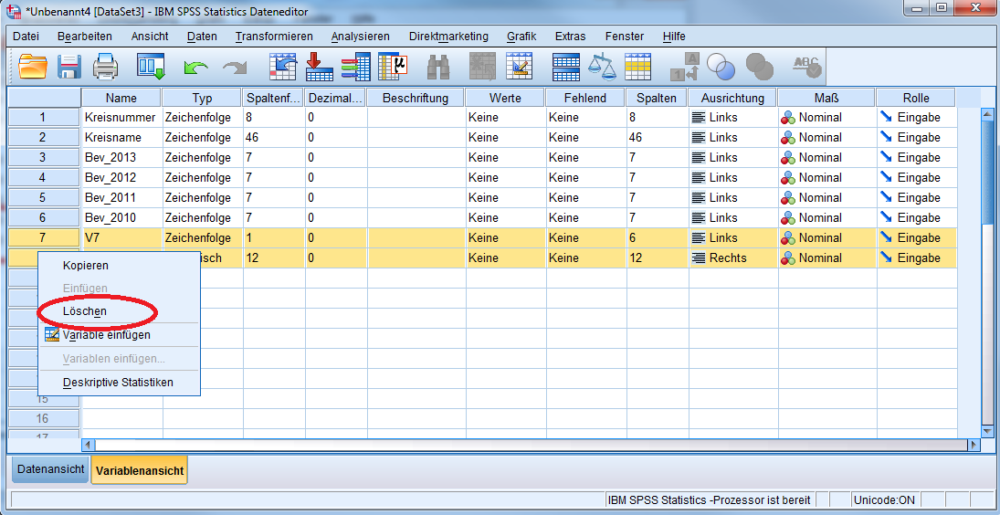 *Unbenannt4 [DataSet3] - IBM SPSS Statistics Dateneditor
Datei Bearbeiten Ansicht Daten Transformieren Analysieren Direktmarketing Grafik Extras Fenster Hilfe
A
ABC
Name Typ Spaltenf... Dezimal... Beschriftung Werte Fehlend Spalten Ausrichtung Maß Rolle
1 Kreisnummer Zeichenfolge 8 0 Keine Keine 8 Links Nominal Eingabe
2 Kreisname Zeichenfolge 46 0 Keine Keine 46 Links Nominal Eingabe
3 Bev_2013 Zeichenfolge 7 0 Keine Keine 7 Links Nominal Eingabe
4 Bev_2012 Zeichenfolge 7 0 Keine Keine 7 Links Nominal Eingabe
5 Bev_2011 Zeichenfolge 7 0 Keine Keine 7 Links Nominal Eingabe
6 Bev_2010 Zeichenfolge 7 0 Keine Keine 7 Links Nominal Eingabe
7 V7 Zeichenfolge 1 0 Keine Keine 6 Links Nominal Eingabe
isch 12 0 Keine Keine 12 Rechts Nominal Eingabe
Kopieren
Einfügen
Löschen
Variable einfügen
Variablen einfügen...
Deskriptive Statistiken
15
16
17
Datenansicht Variablenansicht
IBM SPSS Statistics -Prozessor ist bereit Unicode:ON